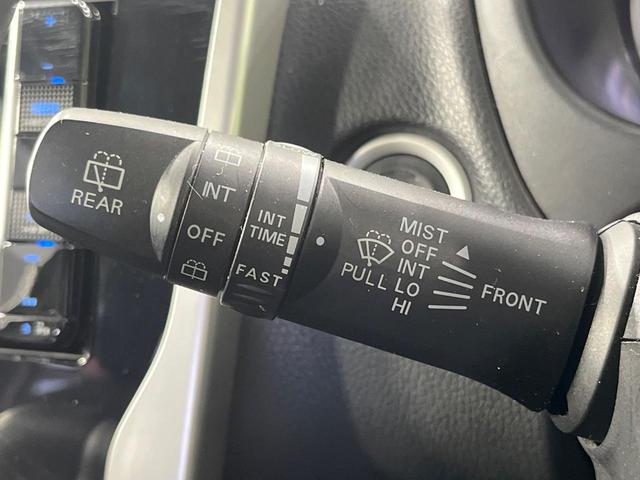 REAR
INT
OFF
INT
TIME
FAST
MIST
OFF
PULL INT
LO
HI
FRONT